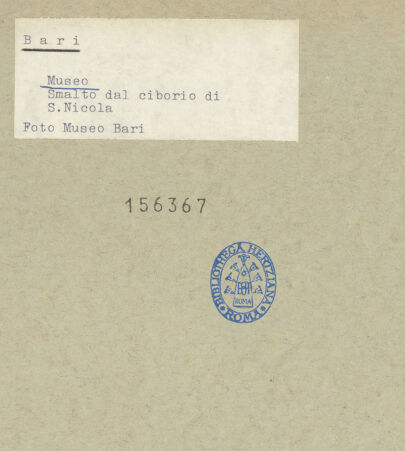 Bari
Museo
Smalto dal ciborio di
S.Nicola
Foto Museo Bari
156367
BIBLIOTHECA HERTZIANA
ROMA
· ROMA ·